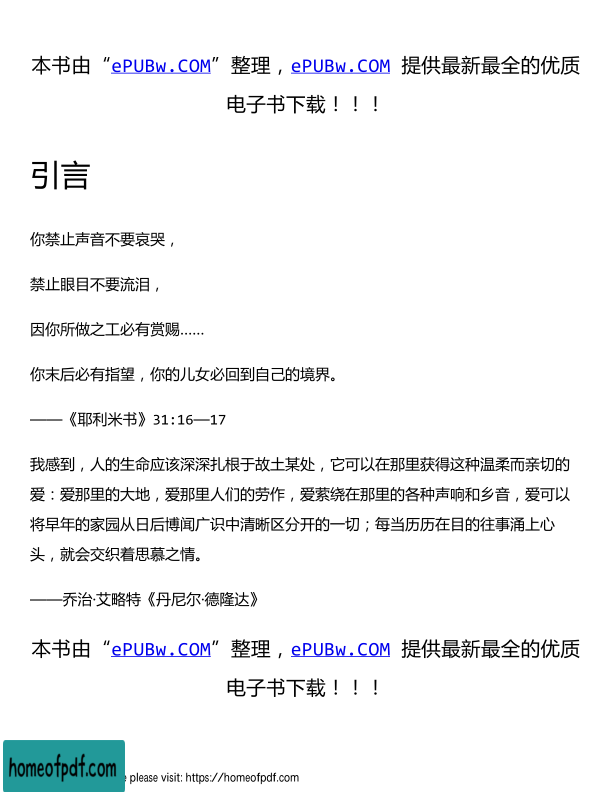 本书由“ePUBw.COM”整理，ePUBw.COM 提供最新最全的优质
电子书下载！！！
引言
你禁止声音不要哀哭，
禁止眼目不要流泪，
因你所做之工必有赏赐……
你末后必有指望，你的儿女必回到自己的境界。
——《耶利米书》31:16—17
我感到，人的生命应该深深扎根于故土某处，它可以在那里获得这种温柔而亲切的
爱：爱那里的大地，爱那里人们的劳作，爱萦绕在那里的各种声响和乡音，爱可以
将早年的家园从日后博闻广识中清晰区分开的一切；每当历历在目的往事涌上心
头，就会交织着思慕之情。
——乔治·艾略特《丹尼尔·德隆达》
本书由“ePUBw.COM”整理，ePUBw.COM 提供最新最全的优质
电子书下载！！！
homeofpdf.com
e please visit: https://homeofpdf.com